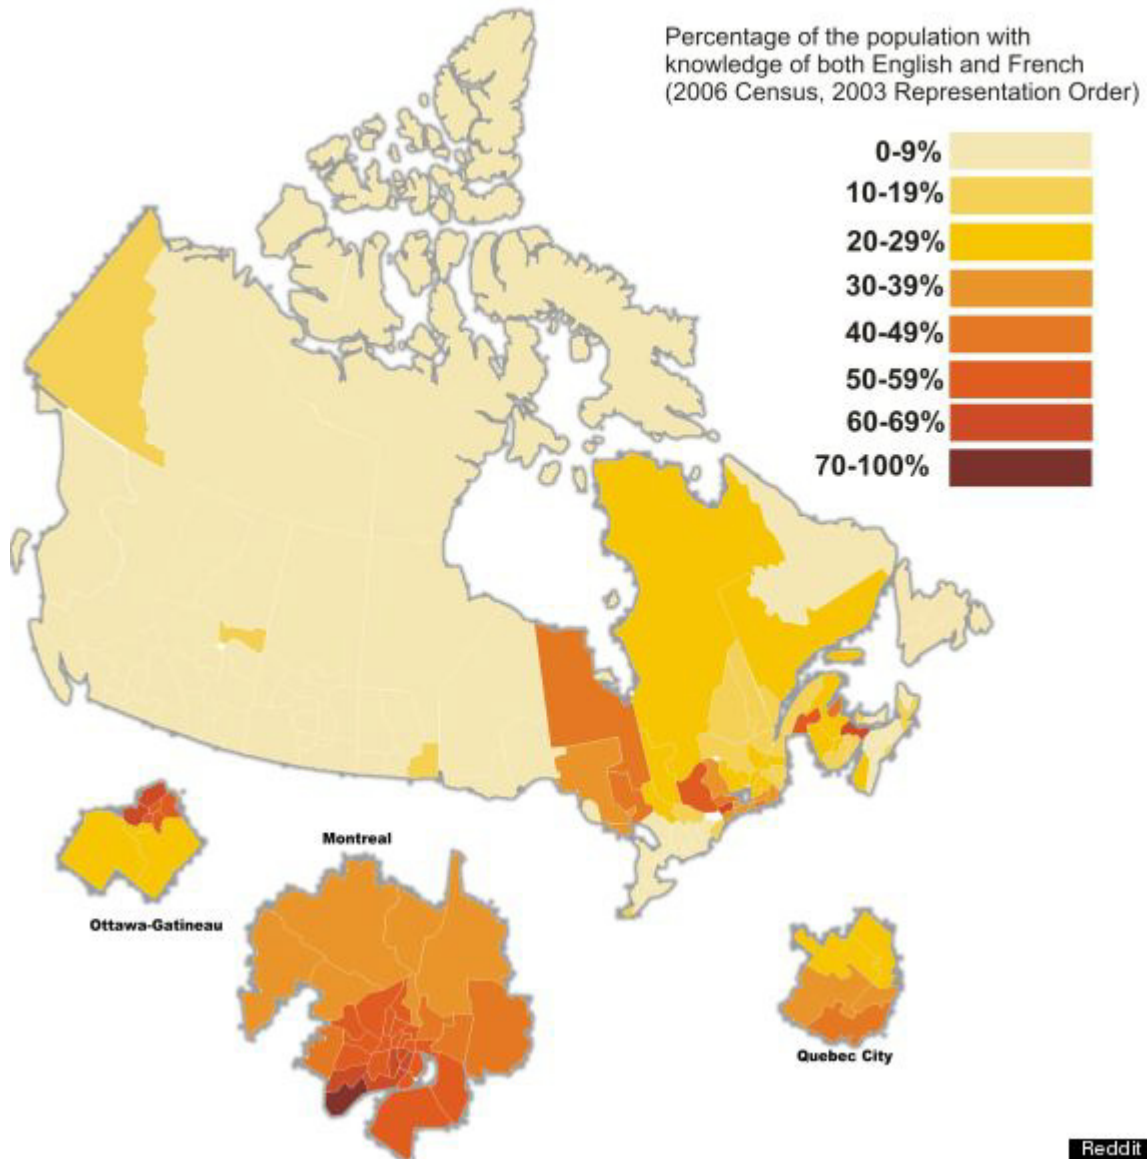 Percentage of the population with
knowledge of both English and French
(2006 Census, 2003 Representation Order)
0-9%
10-19%
20-29%
30-39%
40-49%
50-59%
60-69%
70-100%
Montreal
Ottawa-Gatineau
Quebec City
Reddit